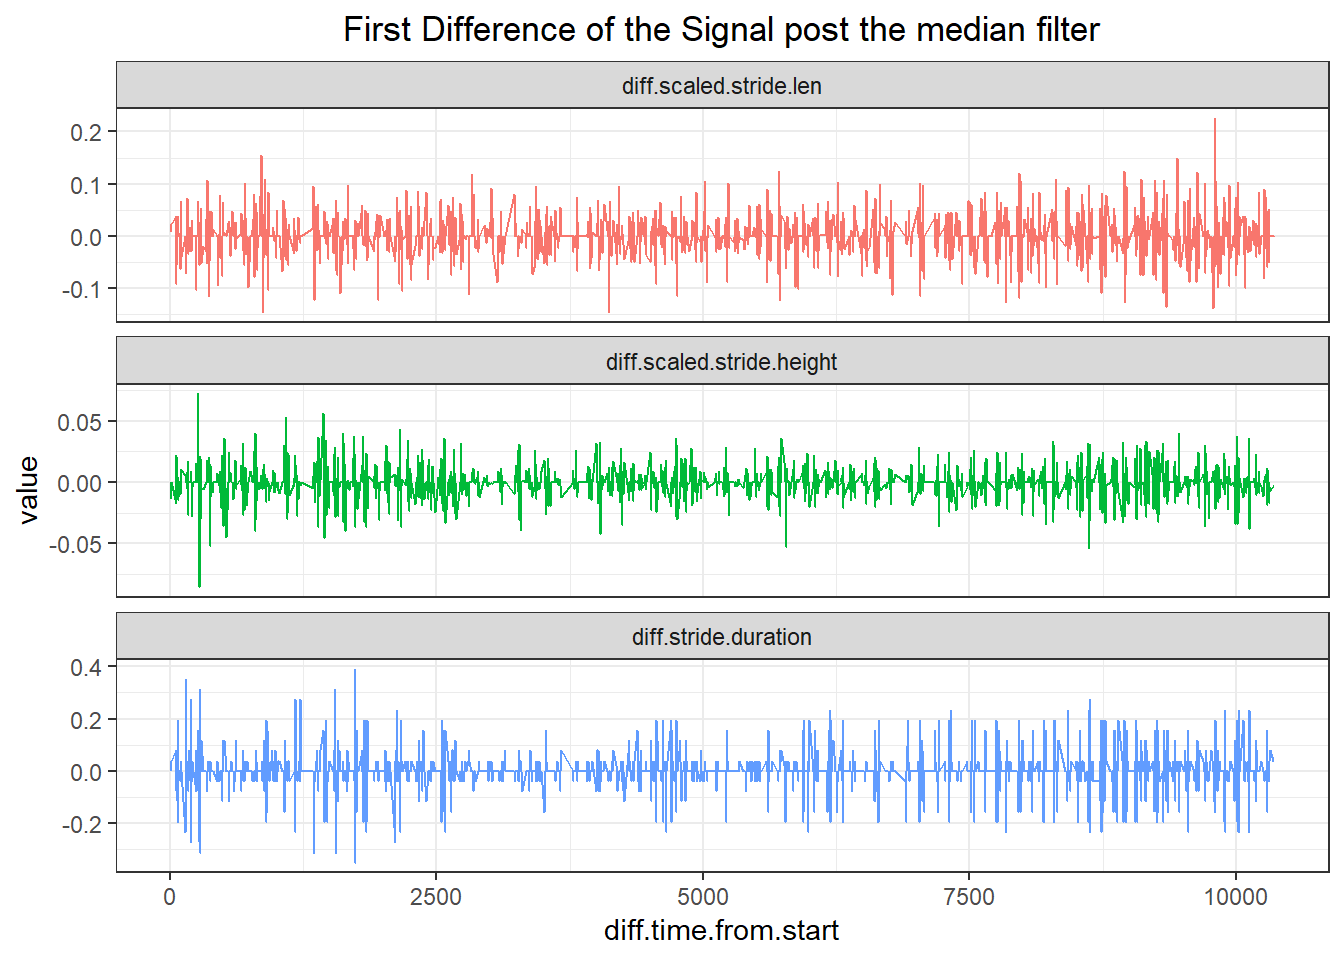 First Difference of the Signal post the median filter
diff.scaled.stride.len
0.2
0.1
0.0
-0.1
diff.scaled.stride.height
0.05
0.00
-0.05
value
diff.stride.duration
0.4
0.2
0.0
-0.2
0 2500 5000 7500 10000
diff.time.from.start